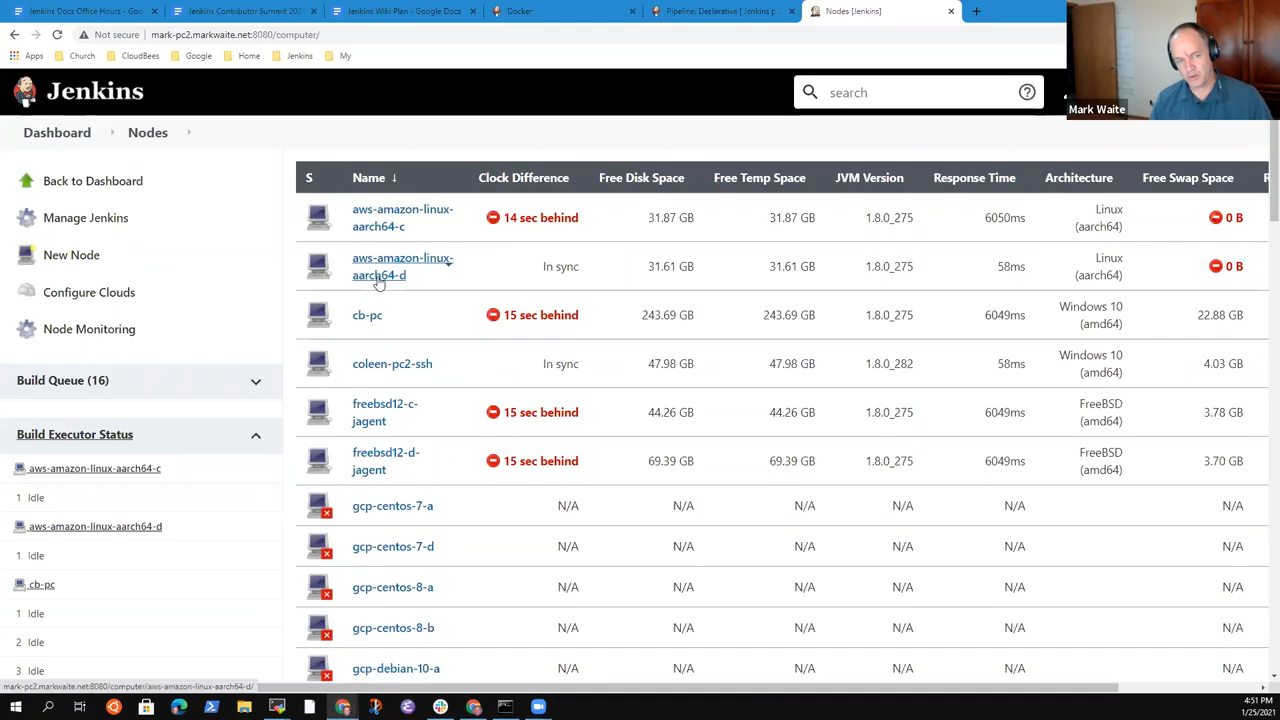 Jenkins Docs Office Hours - Goo
Jenkins Contributor Summit 202
Jenkins Wiki Plan - Google Docs
Docker
Pipeline: Declarative | Jenkins p
Nodes [Jenkins]
Not secure
mark-pc2.markwaite.net:8080/computer/
Apps
Church
CloudBees
Google
Home
Jenkins
My
Mark Waite
Jenkins
search
Dashboard
Nodes
Back to Dashboard
Manage Jenkins
New Node
Configure Clouds
Node Monitoring
Build Queue (16)
Build Executor Status
aws-amazon-linux-aarch64-c
1 Idle
aws-amazon-linux-aarch64-d
1 Idle
cb-pc
1 Idle
2 Idle
3 Idle
S Name ↓ Clock Difference Free Disk Space Free Temp Space JVM Version Response Time Architecture Free Swap Space
aws-amazon-linux-
aarch64-c
14 sec behind 31.87 GB 31.87 GB 1.8.0_275 6050ms
Linux
(aarch64)
0 B
aws-amazon-linux-
aarch64-d
In sync 31.61 GB 31.61 GB 1.8.0_275 58ms
Linux
(aarch64)
0 B
cb-pc 15 sec behind 243.69 GB 243.69 GB 1.8.0_275 6049ms
Windows 10
(amd64)
22.88 GB
coleen-pc2-ssh In sync 47.98 GB 47.98 GB 1.8.0_282 58ms
Windows 10
(amd64)
4.03 GB
freebsd12-c-
jagent
15 sec behind 44.26 GB 44.26 GB 1.8.0_275 6049ms
FreeBSD
(amd64)
3.78 GB
freebsd12-d-
jagent
15 sec behind 69.39 GB 69.39 GB 1.8.0_275 6049ms
FreeBSD
(amd64)
3.70 GB
gcp-centos-7-a N/A N/A N/A N/A N/A N/A
gcp-centos-7-d N/A N/A N/A N/A N/A N/A
gcp-centos-8-a N/A N/A N/A N/A N/A N/A
gcp-centos-8-b N/A N/A N/A N/A N/A N/A
gcp-debian-10-a N/A N/A N/A N/A N/A N/A
mark-pc2.markwaite.net:8080/computer/aws-amazon-linux-aarch64-d/
4:51 PM
1/25/2021